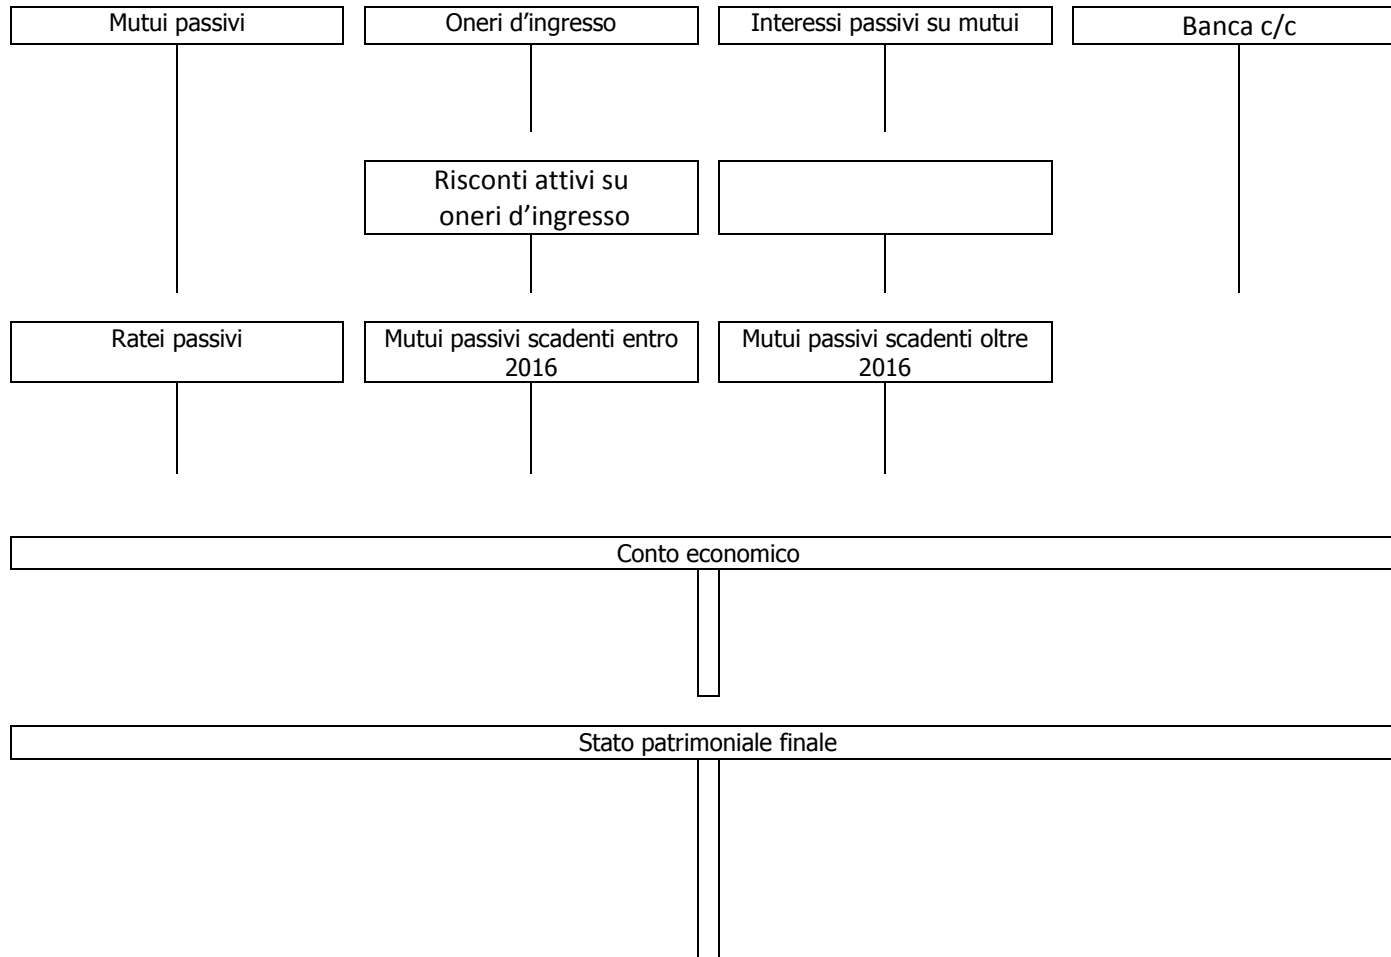 Mutui passivi
Oneri d’ingresso
Interessi passivi su mutui
Banca c/c
Risconti attivi su
oneri d’ingresso
Ratei passivi
Mutui passivi scadenti entro
2016
Mutui passivi scadenti oltre
2016
Conto economico
Stato patrimoniale finale